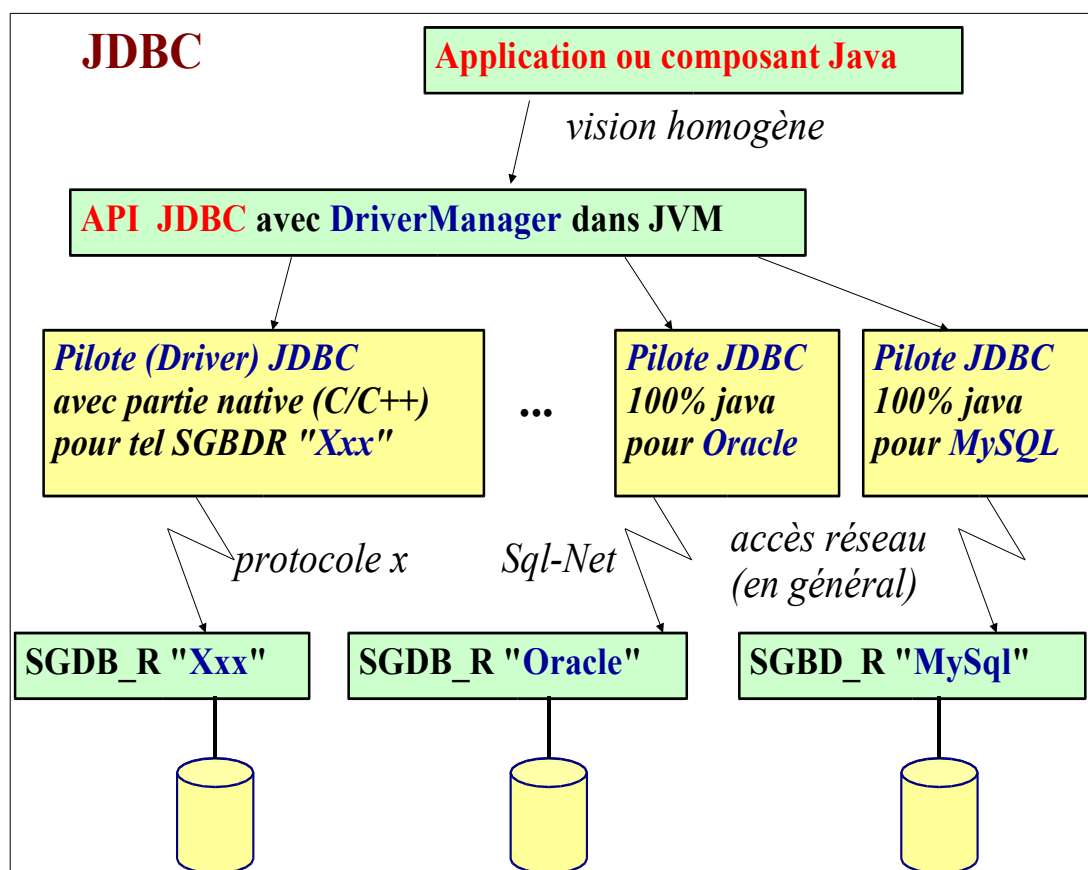 JDBC
Application ou composant Java
vision homogène
API JDBC avec DriverManager dans JVM
Pilote (Driver) JDBC
avec partie native (C/C++)
pour tel SGBDR "Xxx"
...
Pilote JDBC
100% java
pour Oracle
Pilote JDBC
100% java
pour MySQL
protocole x
Sql-Net
accès réseau
(en général)
SGDB_R "Xxx"
SGDB_R "Oracle"
SGBD_R "MySql"